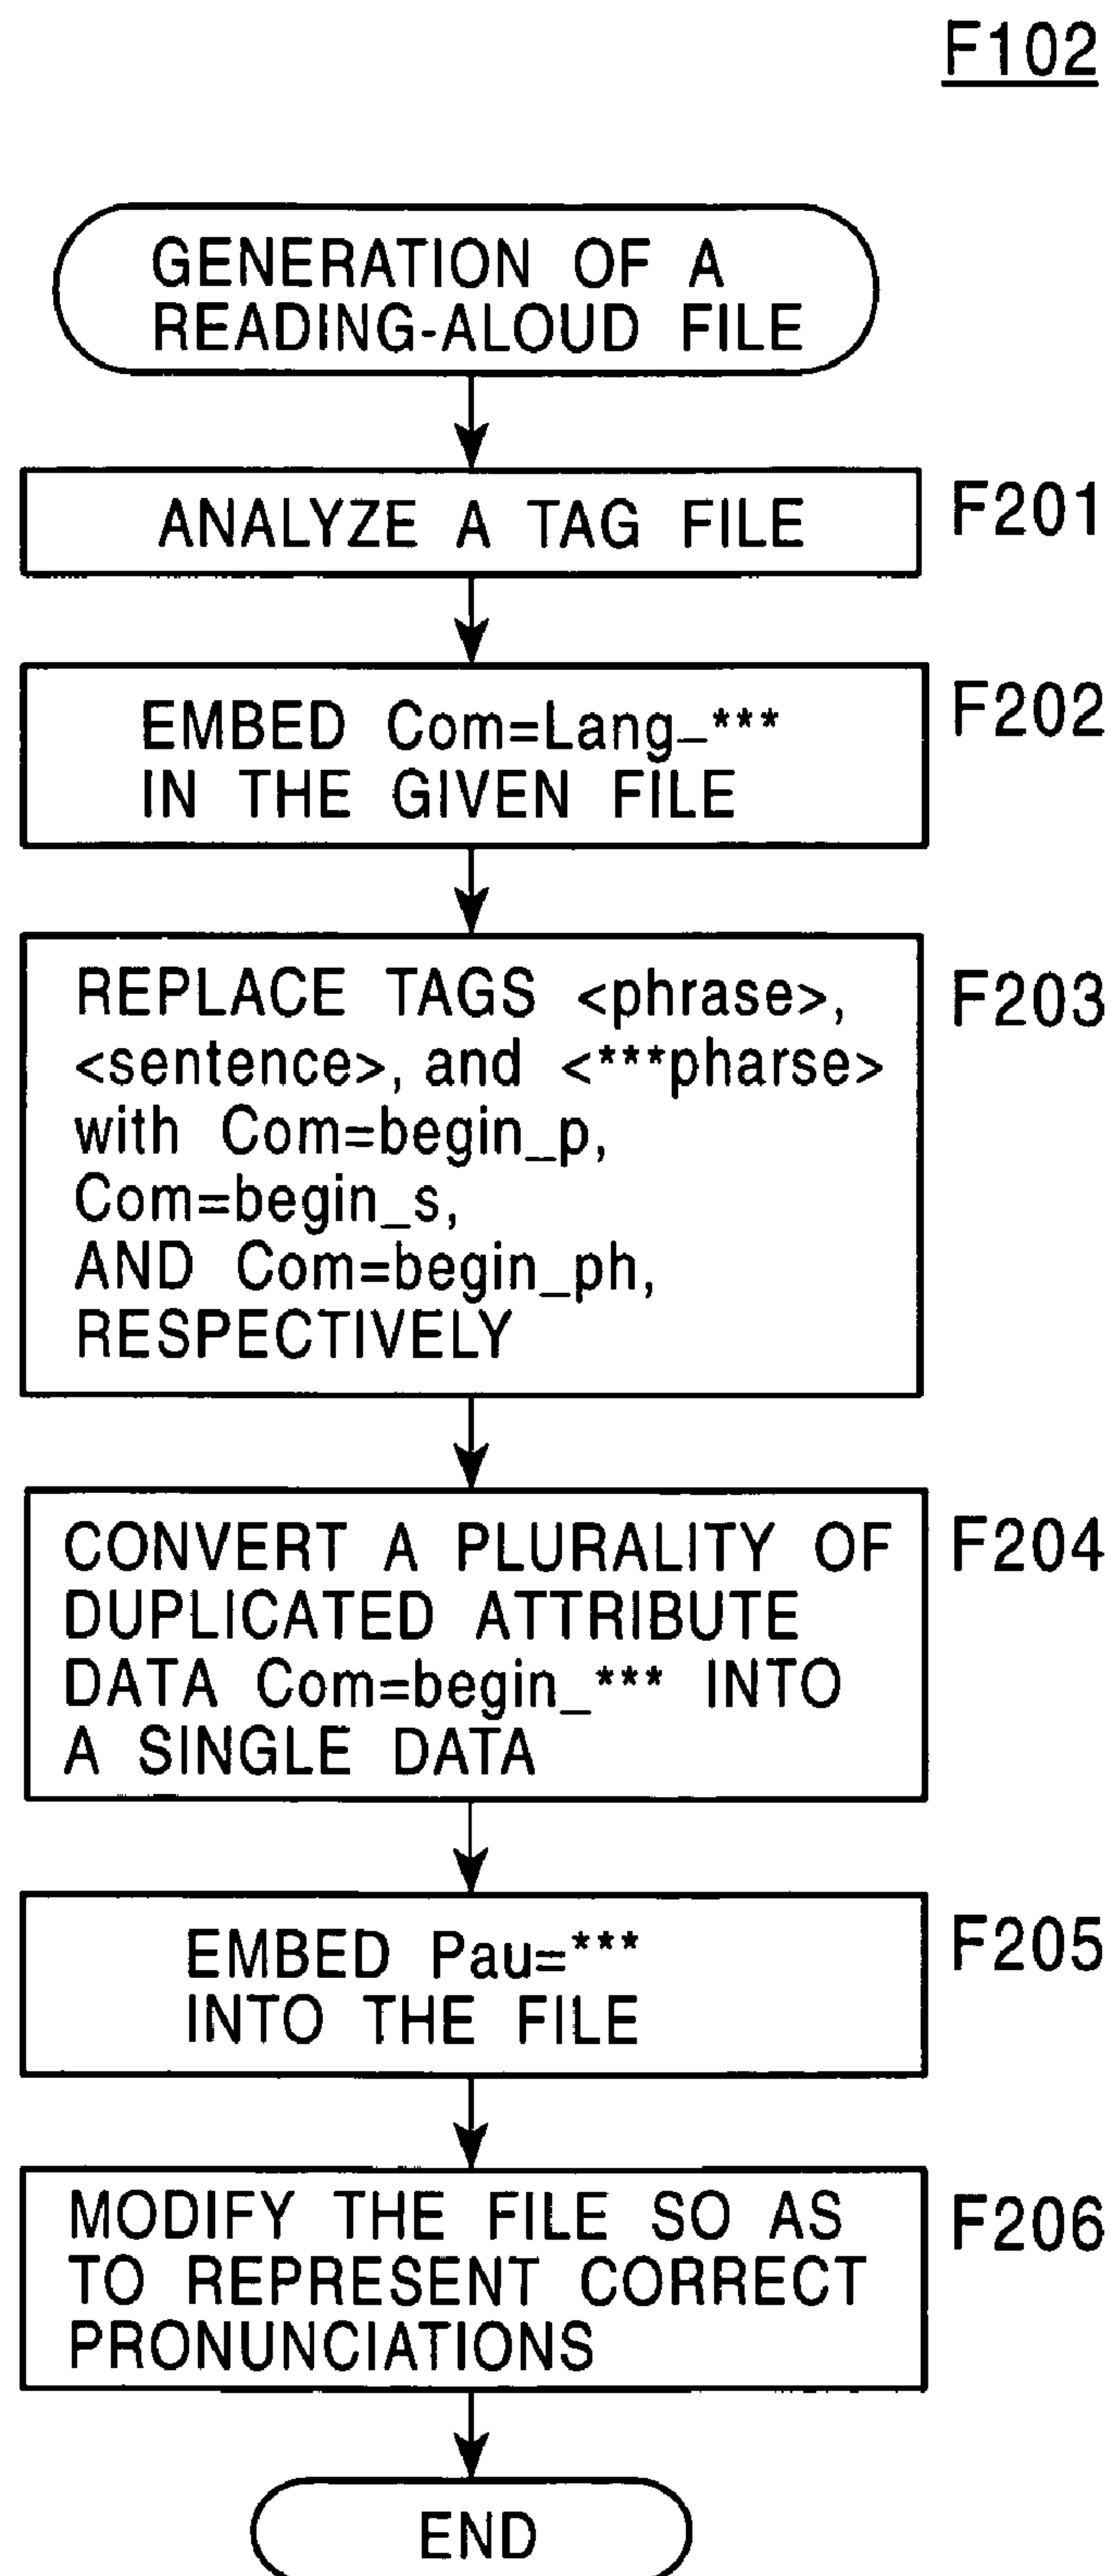 F102
GENERATION OF A
READING-ALOUD FILE
ANALYZE A TAG FILE
F201
EMBED Com=Lang_***
IN THE GIVEN FILE
F202
REPLACE TAGS <phrase>,
<sentence>, and <***pharse>
with Com=begin_p,
Com=begin_s,
AND Com=begin_ph,
RESPECTIVELY
F203
CONVERT A PLURALITY OF
DUPLICATED ATTRIBUTE
DATA Com=begin_*** INTO
A SINGLE DATA
F204
EMBED Pau=***
INTO THE FILE
F205
MODIFY THE FILE SO AS
TO REPRESENT CORRECT
PRONUNCIATIONS
F206
END